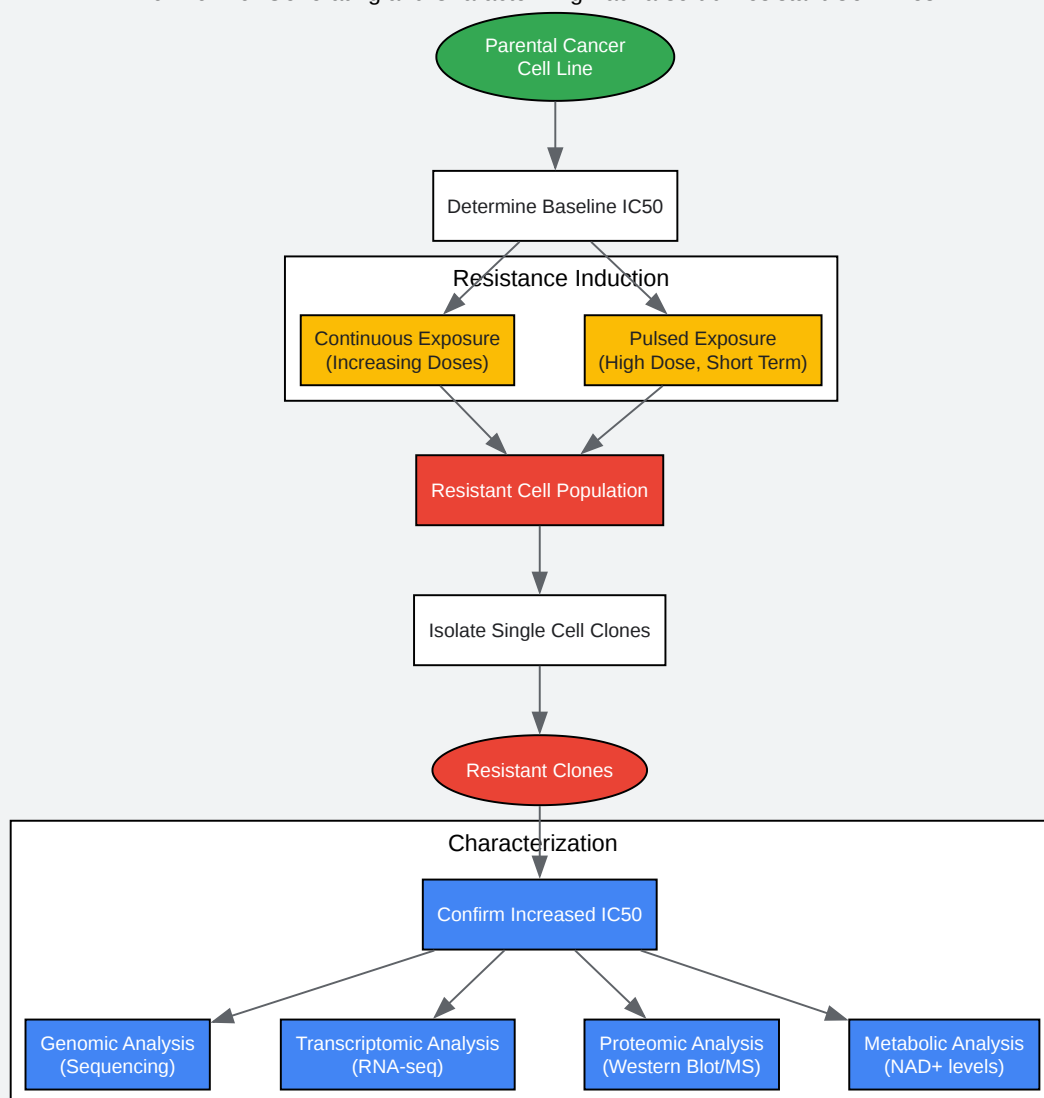 Parental Cancer
Cell Line
Determine Baseline IC50
Resistance Induction
Continuous Exposure
(Increasing Doses)
Pulsed Exposure
(High Dose, Short Term)
Resistant Cell Population
Isolate Single Cell Clones
Resistant Clones
Characterization
Confirm Increased IC50
Genomic Analysis
(Sequencing)
Transcriptomic Analysis
(RNA-seq)
Proteomic Analysis
(Western Blot/MS)
Metabolic Analysis
(NAD+ levels)